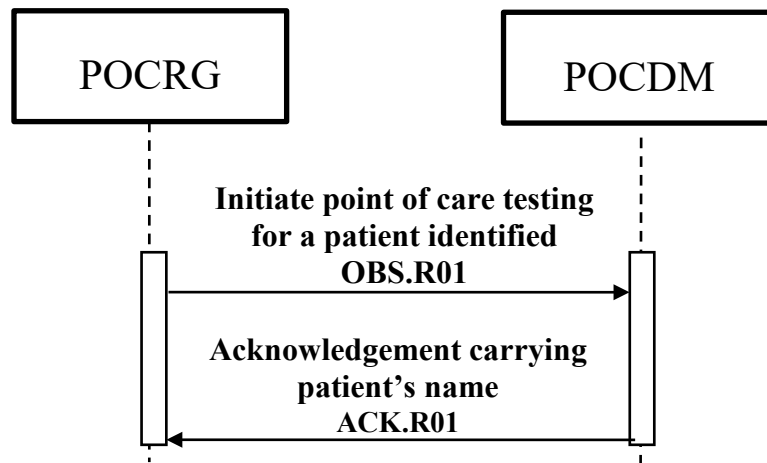 POCRG
POCDM
Initiate point of care testing
for a patient identified
OBS.R01
Acknowledgement carrying
patient’s name
ACK.R01